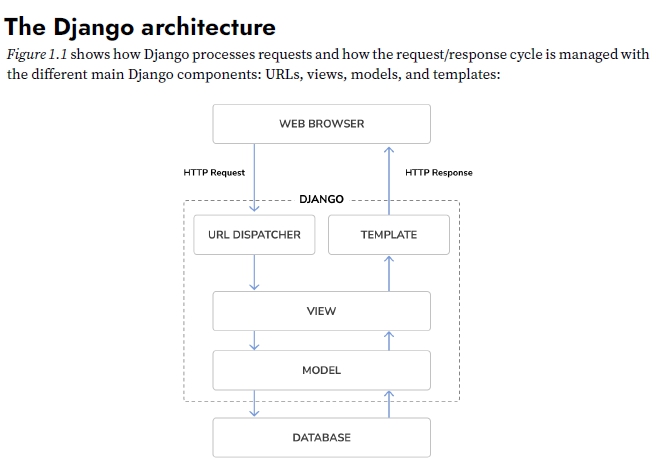 The Django architecture
Figure 1.1 shows how Django processes requests and how the request/response cycle is managed with
the different main Django components: URLs, views, models, and templates:
WEB BROWSER
HTTP Request
HTTP Response
DJANGO
URL DISPATCHER
TEMPLATE
VIEW
MODEL
DATABASE